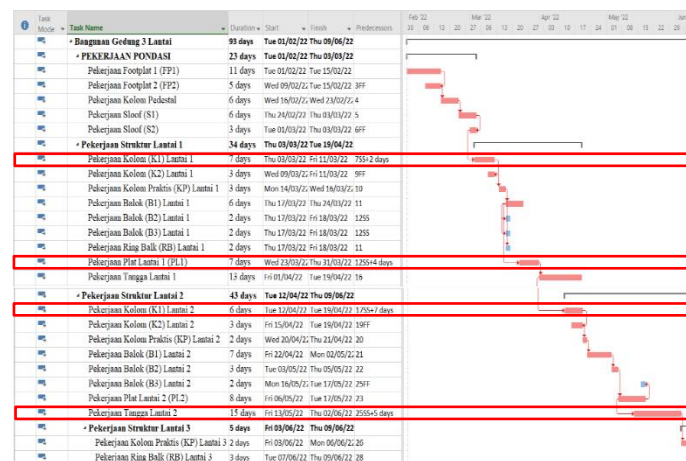 Task Mode Task Name Duration Start Finish Predecessors
Feb '22 Mar '22 Apr '22 May '22 Jun
30 06 13 20 27 06 13 20 27 03 10 17 24 01 08 15 22 29
Bangunan Gedung 3 Lantai 93 days Tue 01/02/22 Thu 09/06/22
PEKERJAAN PONDASI 23 days Tue 01/02/22 Thu 03/03/22
Pekerjaan Footplat 1 (FP1) 11 days Tue 01/02/22 Tue 15/02/22
Pekerjaan Footplat 2 (FP2) 5 days Wed 09/02/22 Tue 15/02/22 3FF
Pekerjaan Kolom Pedestal 6 days Wed 16/02/22 Wed 23/02/22 4
Pekerjaan Sloof (S1) 6 days Thu 24/02/22 Thu 03/03/22 5
Pekerjaan Sloof (S2) 3 days Tue 01/03/22 Thu 03/03/22 6FF
Pekerjaan Struktur Lantai 1 34 days Thu 03/03/22 Tue 19/04/22
Pekerjaan Kolom (K1) Lantai 1 7 days Thu 03/03/22 Fri 11/03/22 7SS+2 days
Pekerjaan Kolom (K2) Lantai 1 3 days Wed 09/03/22 Fri 11/03/22 9FF
Pekerjaan Kolom Praktis (KP) Lantai 1 3 days Mon 14/03/22 Wed 16/03/22 10
Pekerjaan Balok (B1) Lantai 1 6 days Thu 17/03/22 Thu 24/03/22 11
Pekerjaan Balok (B2) Lantai 1 2 days Thu 17/03/22 Fri 18/03/22 12SS
Pekerjaan Balok (B3) Lantai 1 2 days Thu 17/03/22 Fri 18/03/22 12SS
Pekerjaan Ring Balk (RB) Lantai 1 2 days Thu 17/03/22 Fri 18/03/22 11
Pekerjaan Plat Lantai 1 (PL1) 7 days Wed 23/03/22 Thu 31/03/22 12SS+4 days
Pekerjaan Tangga Lantai 1 13 days Fri 01/04/22 Tue 19/04/22 16
Pekerjaan Struktur Lantai 2 43 days Tue 12/04/22 Thu 09/06/22
Pekerjaan Kolom (K1) Lantai 2 6 days Tue 12/04/22 Tue 19/04/22 17SS+7 days
Pekerjaan Kolom (K2) Lantai 2 3 days Fri 15/04/22 Tue 19/04/22 19FF
Pekerjaan Kolom Praktis (KP) Lantai 2 2 days Wed 20/04/22 Thu 21/04/22 20
Pekerjaan Balok (B1) Lantai 2 7 days Fri 22/04/22 Mon 02/05/22 21
Pekerjaan Balok (B2) Lantai 2 3 days Tue 03/05/22 Thu 05/05/22 22
Pekerjaan Balok (B3) Lantai 2 2 days Mon 16/05/22 Tue 17/05/22 25FF
Pekerjaan Plat Lantai 2 (PL2) 8 days Fri 06/05/22 Tue 17/05/22 23
Pekerjaan Tangga Lantai 2 15 days Fri 13/05/22 Thu 02/06/22 25SS+5 days
Pekerjaan Struktur Lantai 3 5 days Fri 03/06/22 Thu 09/06/22
Pekerjaan Kolom Praktis (KP) Lantai 3 2 days Fri 03/06/22 Mon 06/06/22 26
Pekerjaan Ring Balk (RB) Lantai 3 3 days Tue 07/06/22 Thu 09/06/22 28